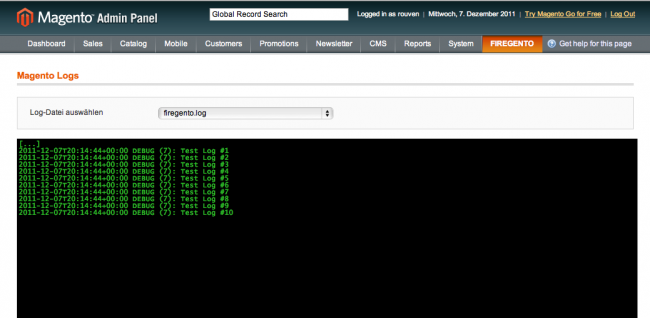 Magento™ Admin Panel
Global Record Search
Logged in as rouven | Mittwoch, 7. Dezember 2011 | Try Magento Go for Free | Log Out
Dashboard Sales Catalog Mobile Customers Promotions Newsletter CMS Reports System FIREGENTO ? Get help for this page
Magento Logs
Log-Datei auswählen firegento.log
[...]
2011-12-07T20:14:44+00:00 DEBUG (7): Test Log #1
2011-12-07T20:14:44+00:00 DEBUG (7): Test Log #2
2011-12-07T20:14:44+00:00 DEBUG (7): Test Log #3
2011-12-07T20:14:44+00:00 DEBUG (7): Test Log #4
2011-12-07T20:14:44+00:00 DEBUG (7): Test Log #5
2011-12-07T20:14:44+00:00 DEBUG (7): Test Log #6
2011-12-07T20:14:44+00:00 DEBUG (7): Test Log #7
2011-12-07T20:14:44+00:00 DEBUG (7): Test Log #8
2011-12-07T20:14:44+00:00 DEBUG (7): Test Log #9
2011-12-07T20:14:44+00:00 DEBUG (7): Test Log #10